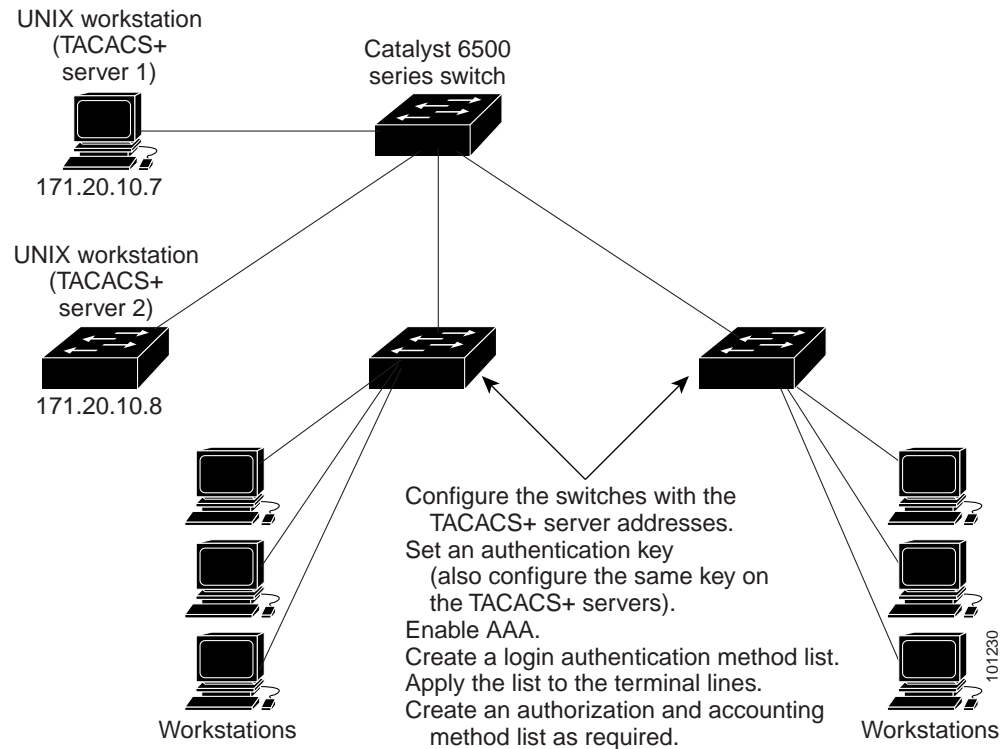 UNIX workstation
(TACACS+
server 1)
Catalyst 6500
series switch
171.20.10.7
UNIX workstation
(TACACS+
server 2)
171.20.10.8
Configure the switches with the
TACACS+ server addresses.
Set an authentication key
(also configure the same key on
the TACACS+ servers).
Enable AAA.
Create a login authentication method list.
Apply the list to the terminal lines.
Create an authorization and accounting
method list as required.
Workstations
Workstations
101230